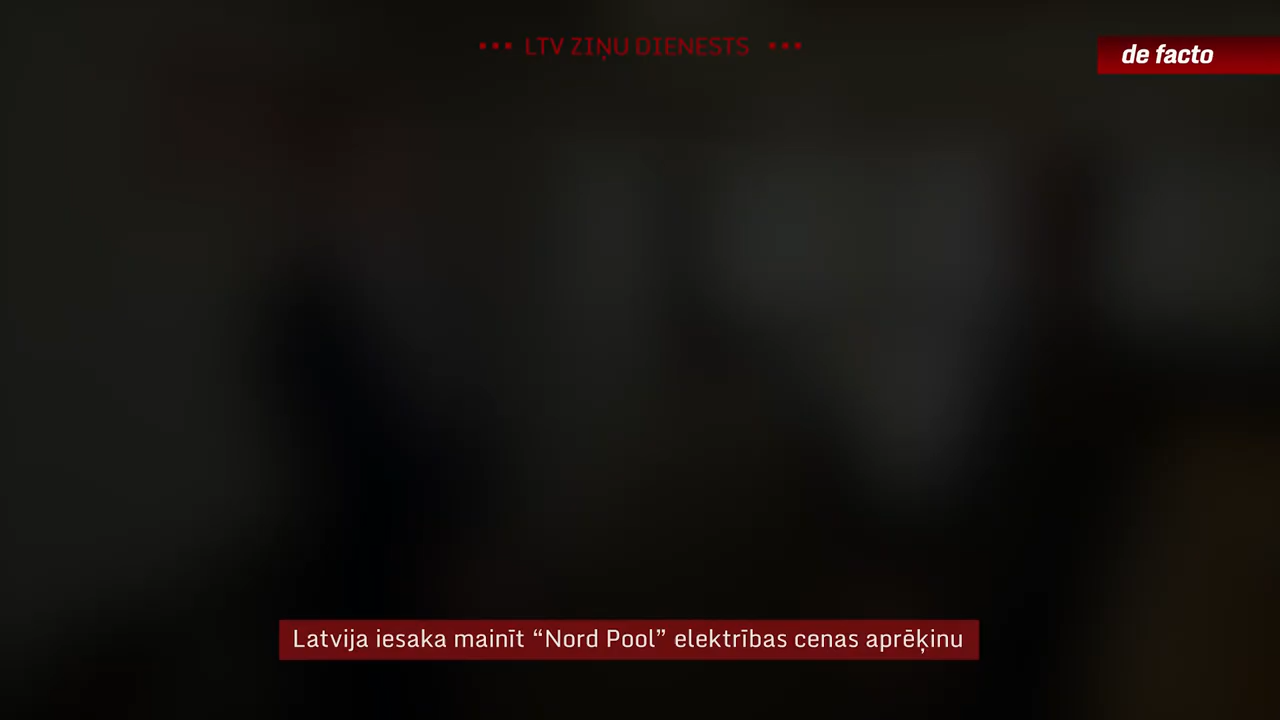 LTV ZIŅU DIENESTS
de facto
Latvija iesaka mainīt “Nord Pool” elektrības cenas aprēķinu